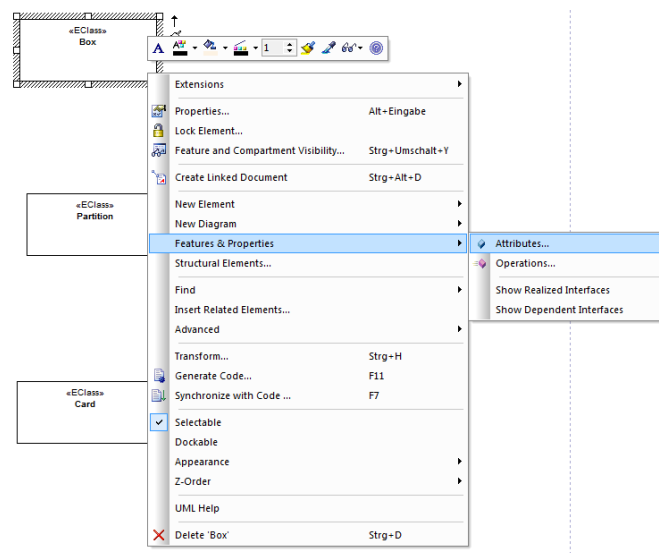 «EClass»
Box
A
1
Extensions
Properties... Alt+Eingabe
Lock Element...
Feature and Compartment Visibility... Strg+Umschalt+Y
Create Linked Document Strg+Alt+D
«EClass»
Partition
New Element
New Diagram
Features & Properties
Attributes...
Structural Elements...
Operations...
Find
Show Realized Interfaces
Insert Related Elements...
Show Dependent Interfaces
Advanced
Transform... Strg+H
Generate Code... F11
Synchronize with Code ... F7
«EClass»
Card
Selectable
Dockable
Appearance
Z-Order
UML Help
Delete 'Box' Strg+D